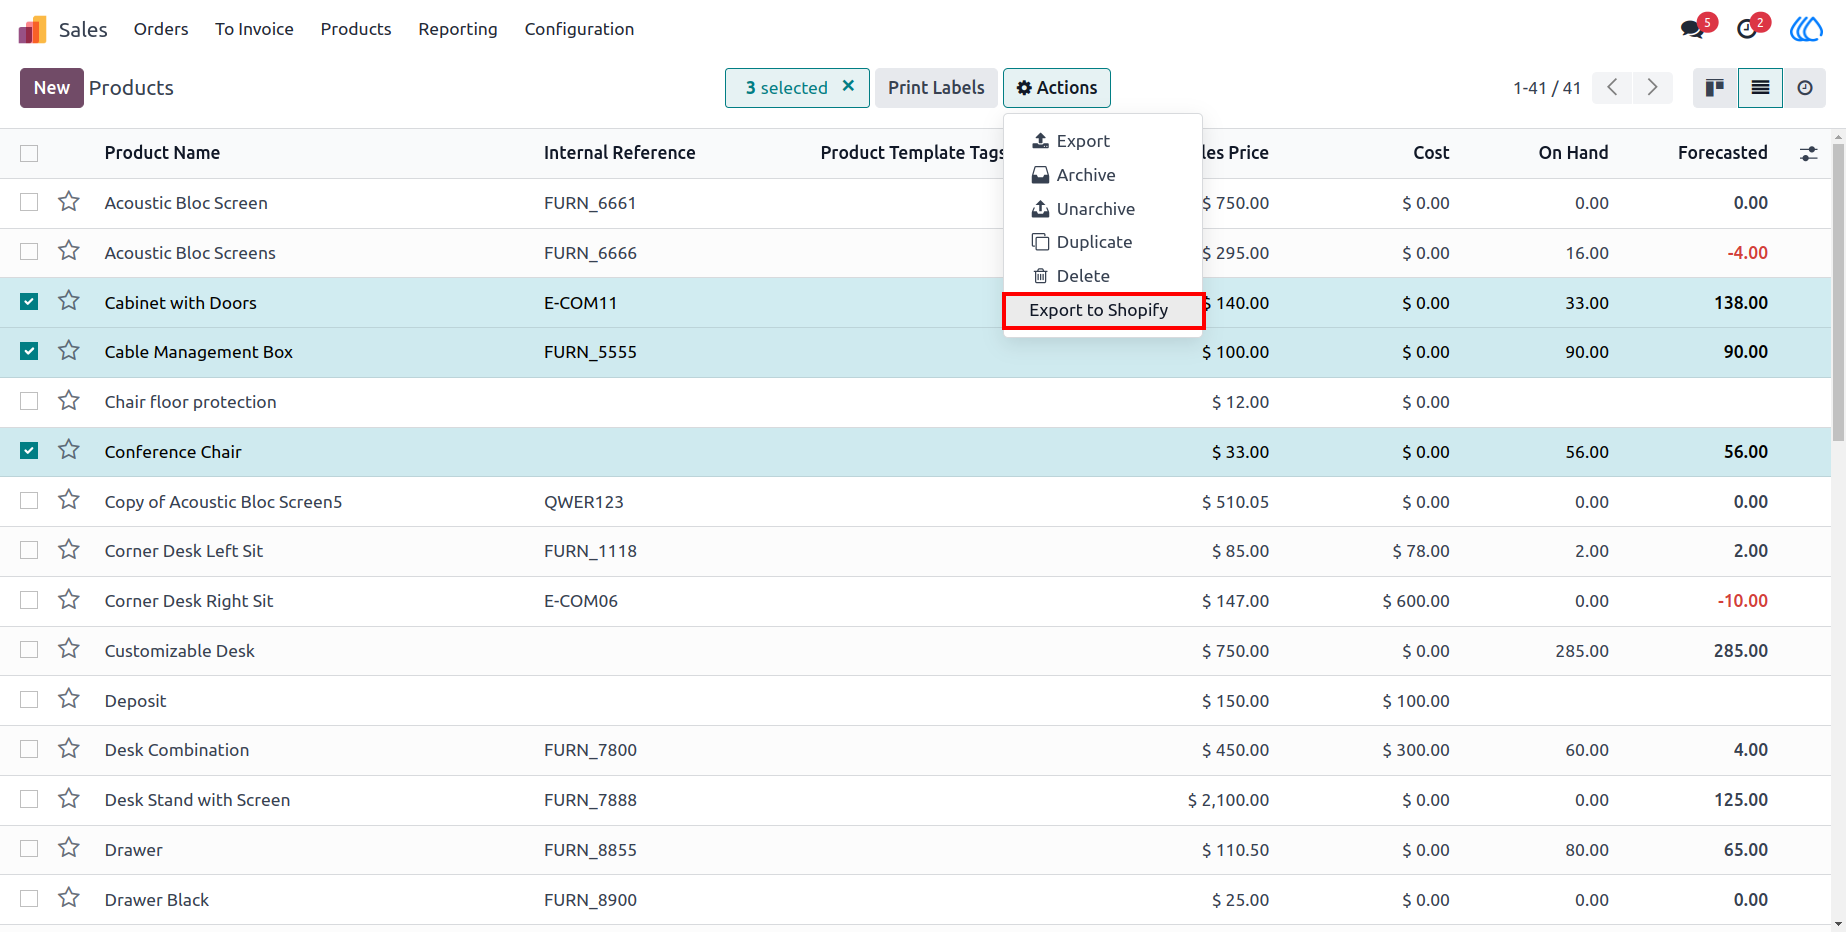 Sales Orders To Invoice Products Reporting Configuration 5 2
New Products 3 selected × Print Labels Actions 1-41 / 41
Product Name Internal Reference Product Template Tags les Price Cost On Hand Forecasted
Export
Archive
Unarchive
Duplicate
Delete
Export to Shopify
Acoustic Bloc Screen FURN_6661 $ 750.00 $ 0.00 0.00 0.00
Acoustic Bloc Screens FURN_6666 $ 295.00 $ 0.00 16.00 -4.00
Cabinet with Doors E-COM11 $ 140.00 $ 0.00 33.00 138.00
Cable Management Box FURN_5555 $ 100.00 $ 0.00 90.00 90.00
Chair floor protection $ 12.00 $ 0.00
Conference Chair $ 33.00 $ 0.00 56.00 56.00
Copy of Acoustic Bloc Screen5 QWER123 $ 510.05 $ 0.00 0.00 0.00
Corner Desk Left Sit FURN_1118 $ 85.00 $ 78.00 2.00 2.00
Corner Desk Right Sit E-COM06 $ 147.00 $ 600.00 0.00 -10.00
Customizable Desk $ 750.00 $ 0.00 285.00 285.00
Deposit $ 150.00 $ 100.00
Desk Combination FURN_7800 $ 450.00 $ 300.00 60.00 4.00
Desk Stand with Screen FURN_7888 $ 2,100.00 $ 0.00 0.00 125.00
Drawer FURN_8855 $ 110.50 $ 0.00 80.00 65.00
Drawer Black FURN_8900 $ 25.00 $ 0.00 0.00 0.00